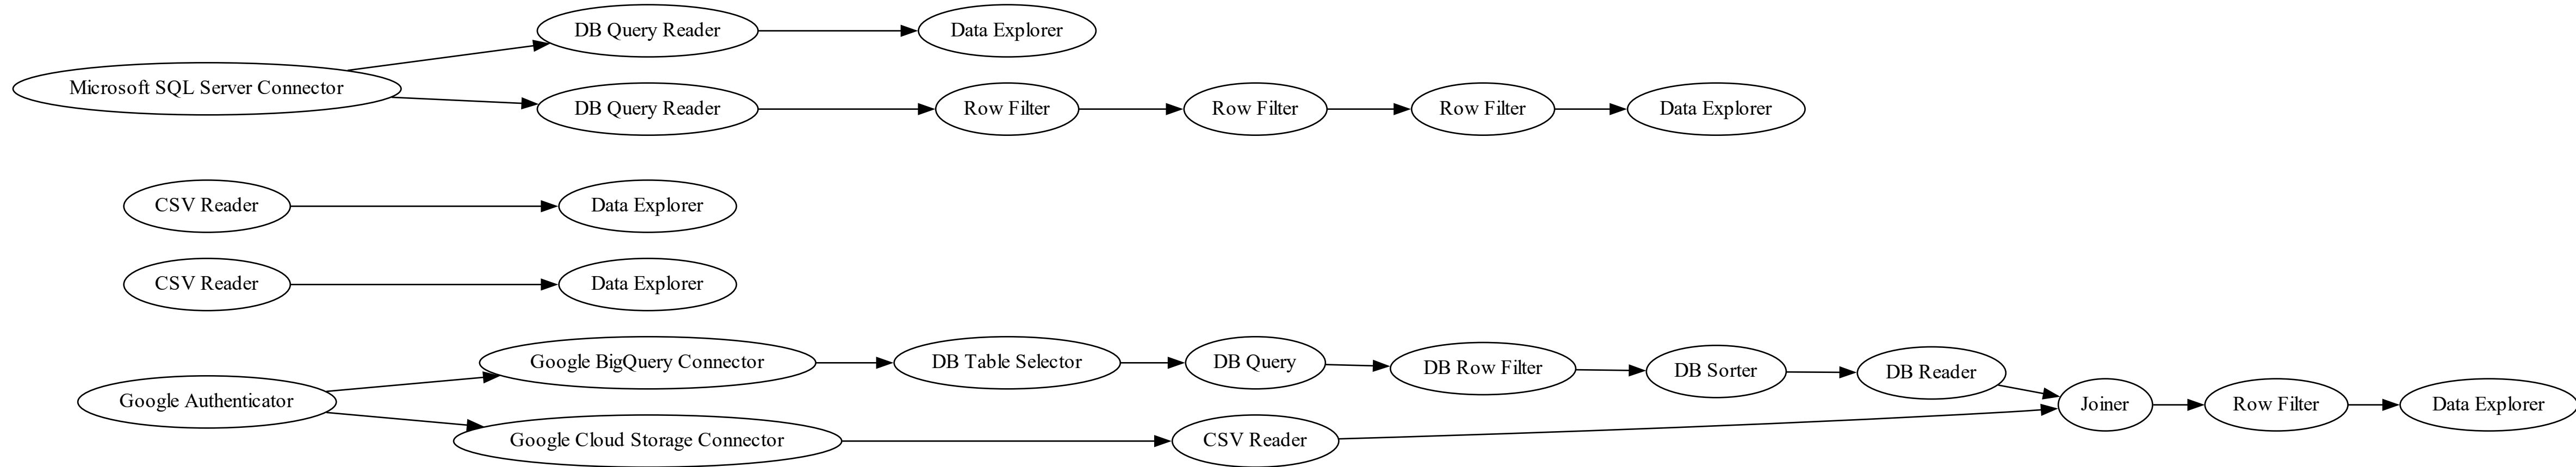 DB Query Reader
Data Explorer
Microsoft SQL Server Connector
DB Query Reader
Row Filter
Row Filter
Row Filter
Data Explorer
CSV Reader
Data Explorer
CSV Reader
Data Explorer
Google BigQuery Connector
DB Table Selector
DB Query
DB Row Filter
DB Sorter
DB Reader
Google Authenticator
Joiner
Row Filter
Data Explorer
Google Cloud Storage Connector
CSV Reader